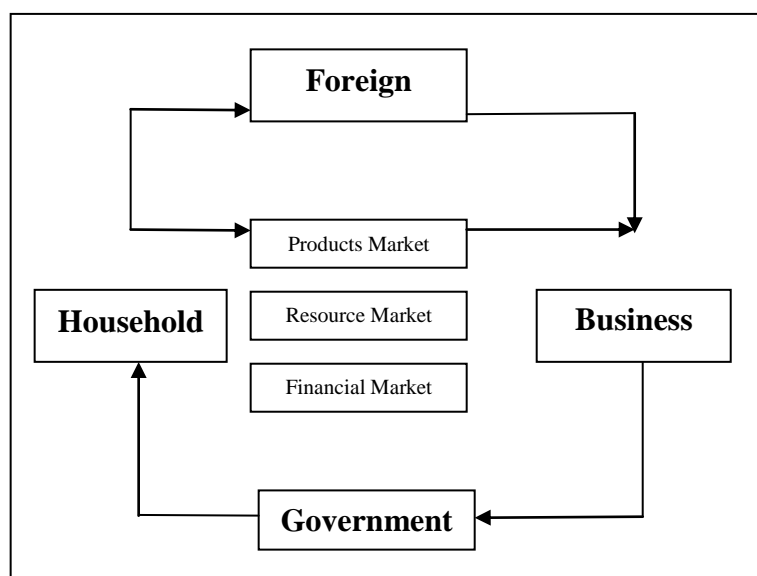 Foreign
Products Market
Household
Resource Market
Business
Financial Market
Government